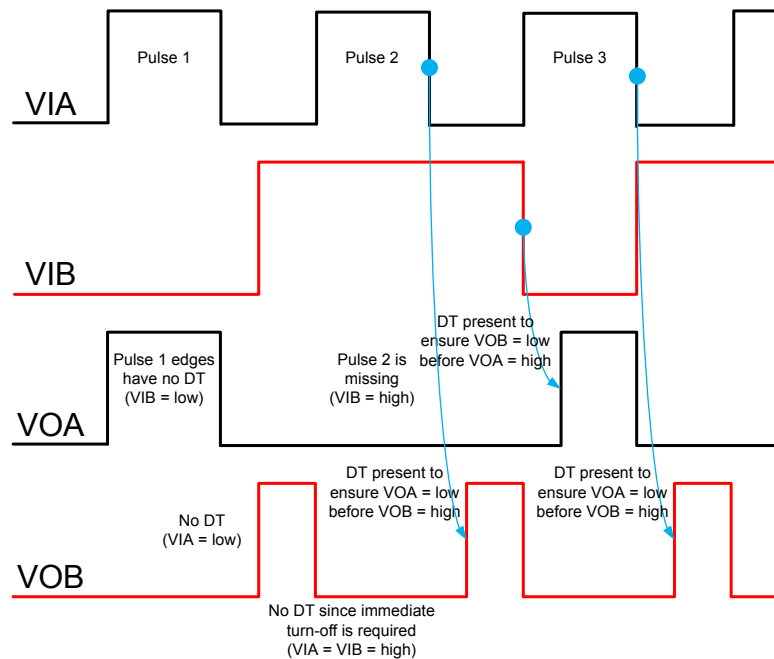 Pulse 1
Pulse 2
Pulse 3
VIA
VIB
DT present to
ensure VOB = low
before VOA = high
Pulse 1 edges
have no DT
(VIB = low)
Pulse 2 is
missing
(VIB = high)
VOA
DT present to
ensure VOA = low
before VOB = high
DT present to
ensure VOA = low
before VOB = high
No DT
(VIA = low)
VOB
No DT since immediate
turn-off is required
(VIA = VIB = high)